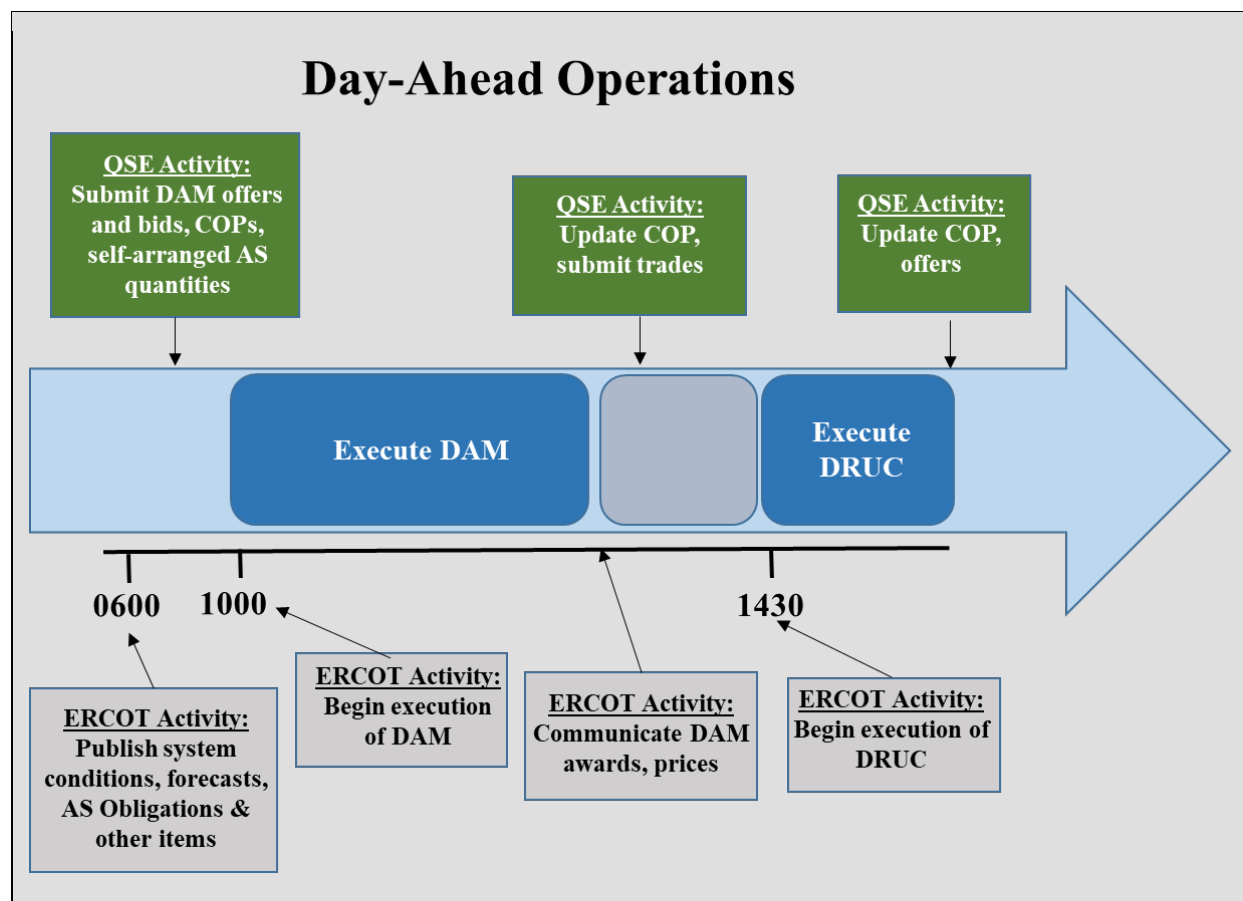 Day-Ahead Operations
QSE Activity:
Submit DAM offers
and bids, COPs,
self-arranged AS
quantities
QSE Activity:
Update COP,
submit trades
QSE Activity:
Update COP,
offers
Execute DAM
Execute
DRUC
0600
1000
1430
ERCOT Activity:
Publish system
conditions, forecasts,
AS Obligations &
other items
ERCOT Activity:
Begin execution
of DAM
ERCOT Activity:
Communicate DAM
awards, prices
ERCOT Activity:
Begin execution of
DRUC